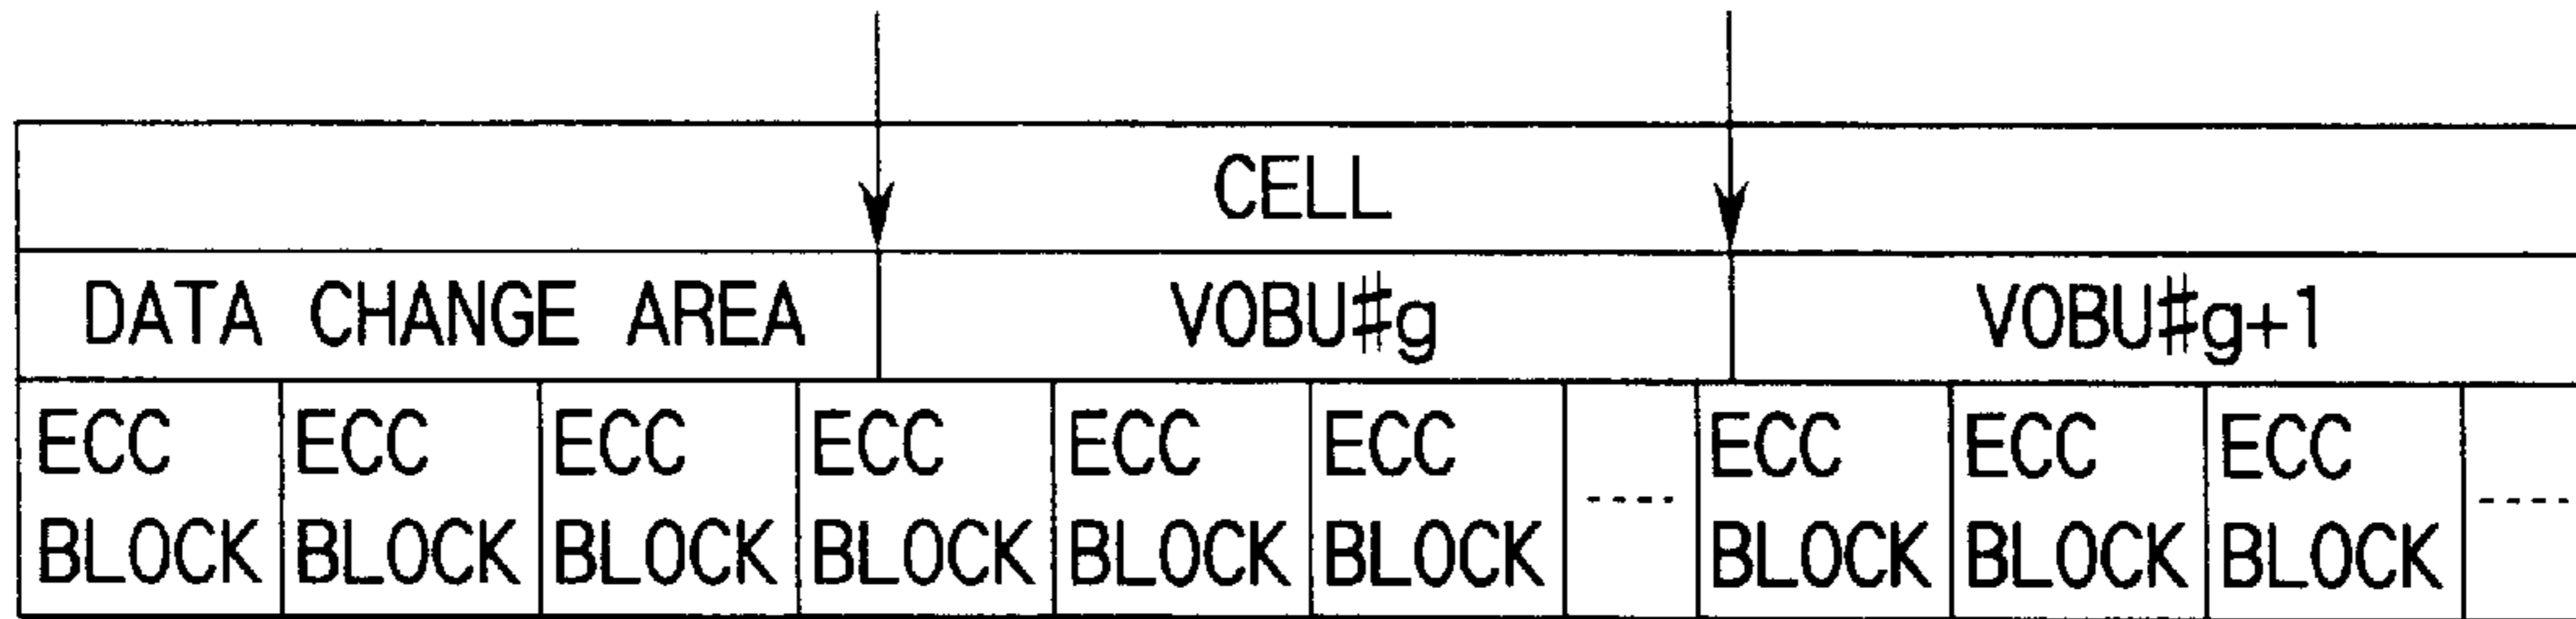 CELL
DATA CHANGE AREA VOBU#g VOBU#g+1
ECC ECC ECC ECC ECC ECC ---- ECC ECC ECC ----
BLOCK BLOCK BLOCK BLOCK BLOCK BLOCK BLOCK BLOCK BLOCK